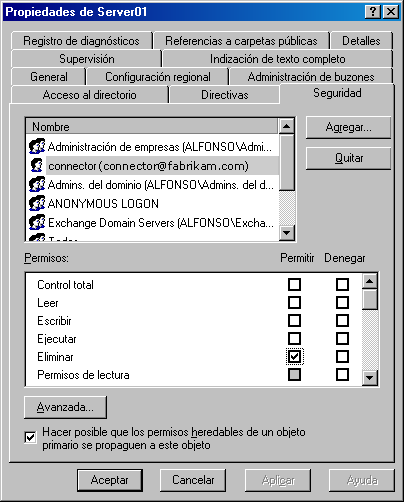 Propiedades de Server01
Registro de diagnósticos
Referencias a carpetas públicas
Detalles
Supervisión
Indización de texto completo
General
Configuración regional
Administración de buzones
Acceso al directorio
Directivas
Seguridad
Nombre
Administración de empresas (ALFONSO\Admi...
connector (connector@fabrikam.com)
Admins. del dominio (ALFONSO\Admins. del d...
ANONYMOUS LOGON
Exchange Domain Servers (ALFONSO\Excha...
Agregar...
Quitar
Permisos:
Permitir
Denegar
Control total
Leer
Escribir
Ejecutar
Eliminar
Permisos de lectura
Avanzada...
Hacer posible que los permisos heredables de un objeto
primario se propaguen a este objeto
Aceptar
Cancelar
Aplicar
Ayuda